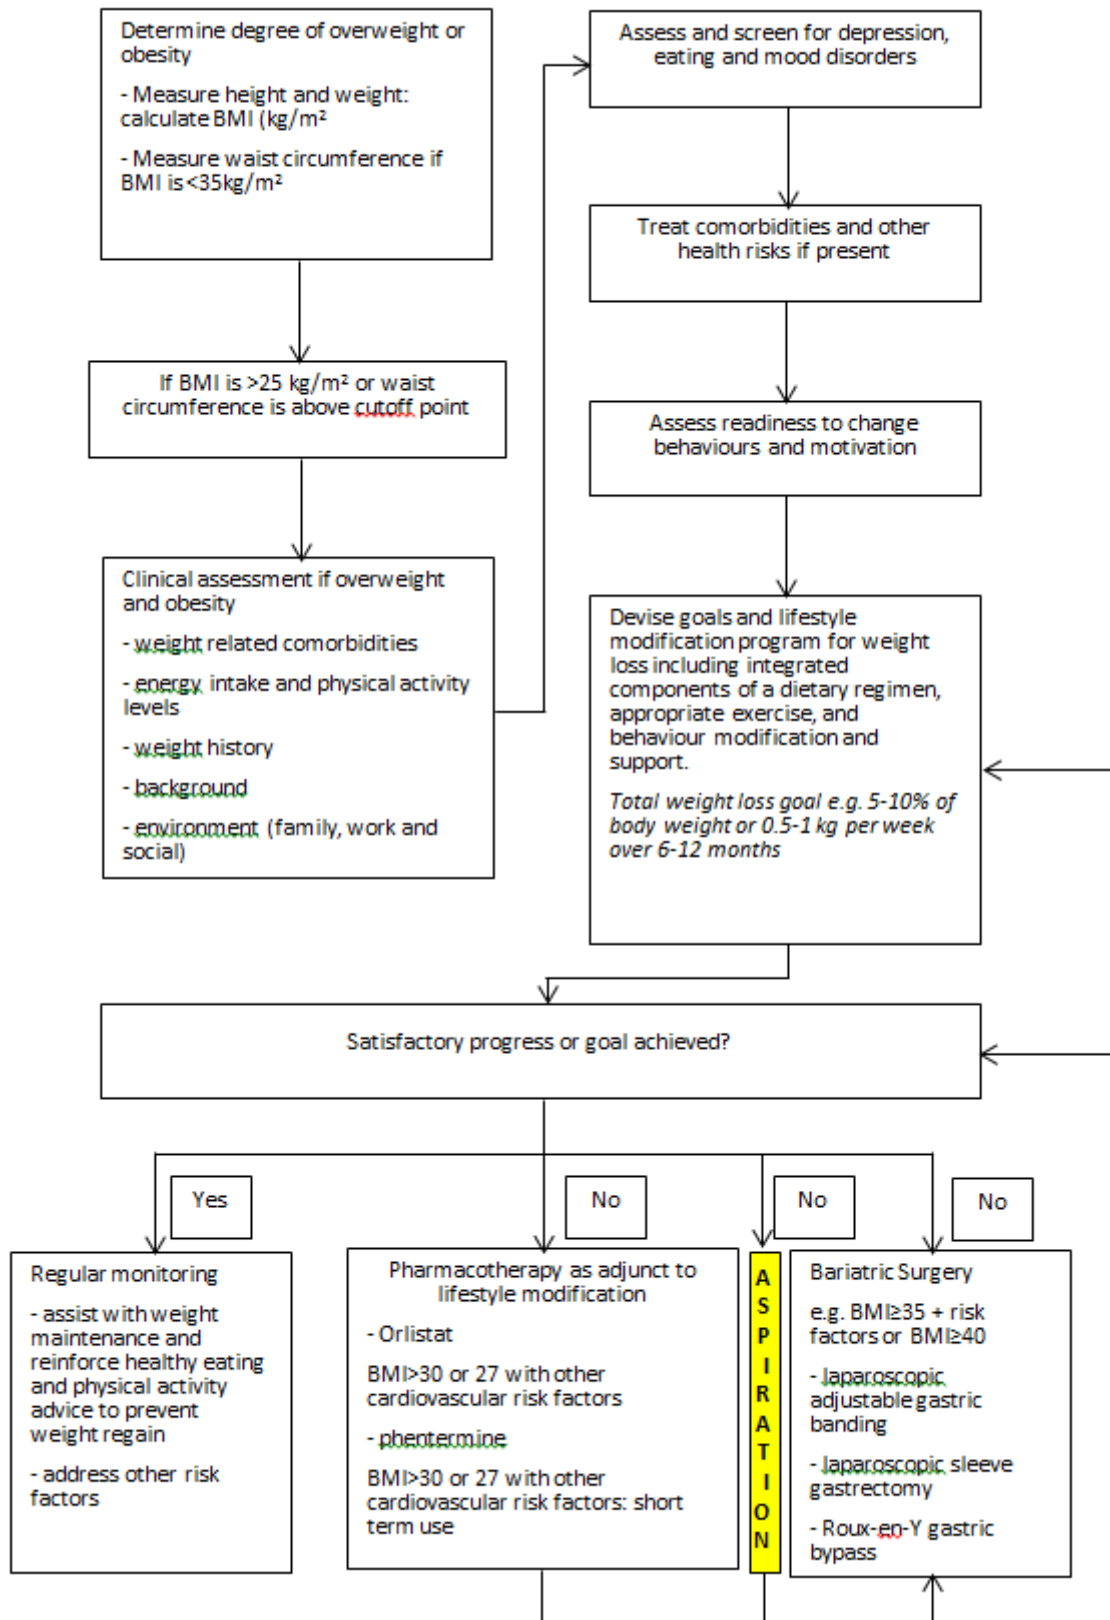 Determine degree of overweight or
obesity
- Measure height and weight:
calculate BMI (kg/m²
- Measure waist circumference if
BMI is <35kg/m²
If BMI is >25 kg/m² or waist
circumference is above cutoff point
Clinical assessment if overweight
and obesity
- weight related comorbidities
- energy intake and physical activity
levels
- weight history
- background
- environment (family, work and
social)
Assess and screen for depression,
eating and mood disorders
Treat comorbidities and other
health risks if present
Assess readiness to change
behaviours and motivation
Devise goals and lifestyle
modification program for weight
loss including integrated
components of a dietary regimen,
appropriate exercise, and
behaviour modification and
support.
Total weight loss goal e.g. 5-10% of
body weight or 0.5-1 kg per week
over 6-12 months
Satisfactory progress or goal achieved?
Yes
No
No
No
Regular monitoring
- assist with weight
maintenance and
reinforce healthy eating
and physical activity
advice to prevent
weight regain
- address other risk
factors
Pharmacotherapy as adjunct to
lifestyle modification
- Orlistat
BMI>30 or 27 with other
cardiovascular risk factors
- phentermine
BMI>30 or 27 with other
cardiovascular risk factors: short
term use
ASPIRATION
Bariatric Surgery
e.g. BMI≥35 + risk
factors or BMI≥40
- laparoscopic
adjustable gastric
banding
- laparoscopic sleeve
gastrectomy
- Roux-en-Y gastric
bypass